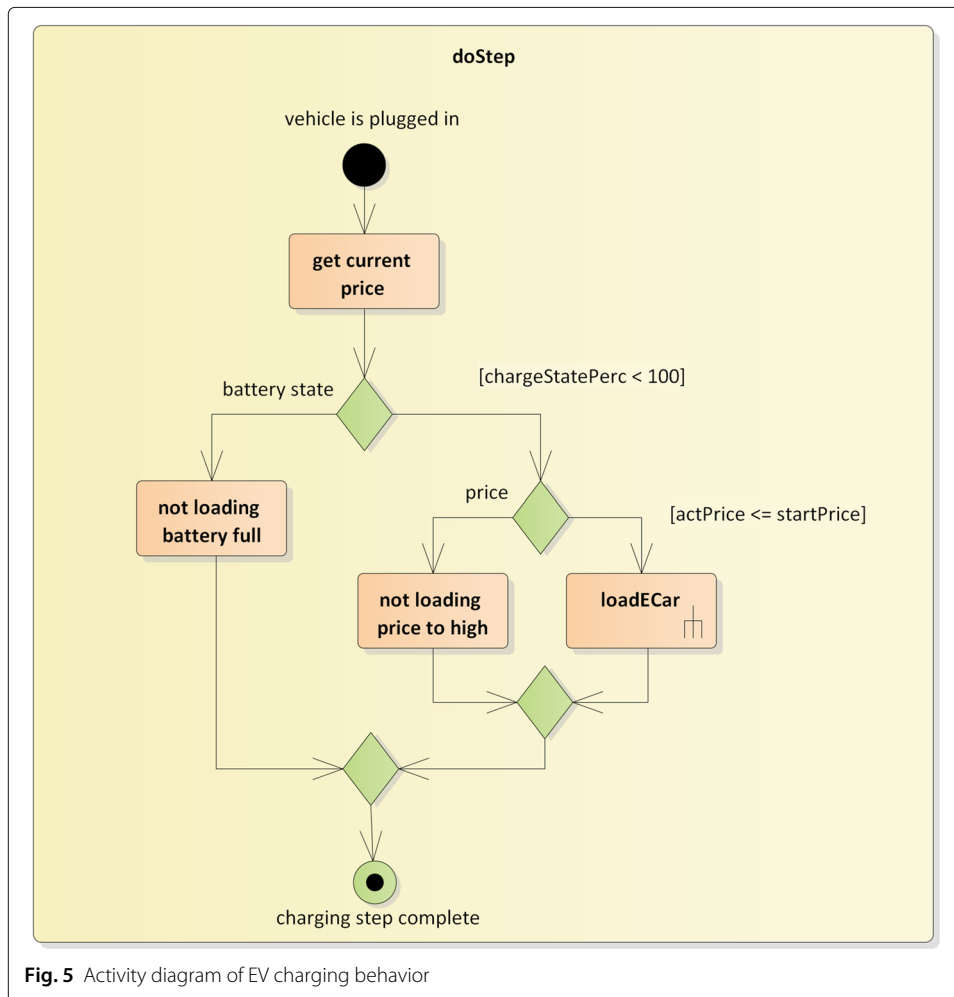 doStep
vehicle is plugged in
get current
price
battery state
[chargeStatePerc < 100]
not loading
battery full
price
[actPrice <= startPrice]
not loading
price to high
loadECar
charging step complete
Fig. 5 Activity diagram of EV charging behavior